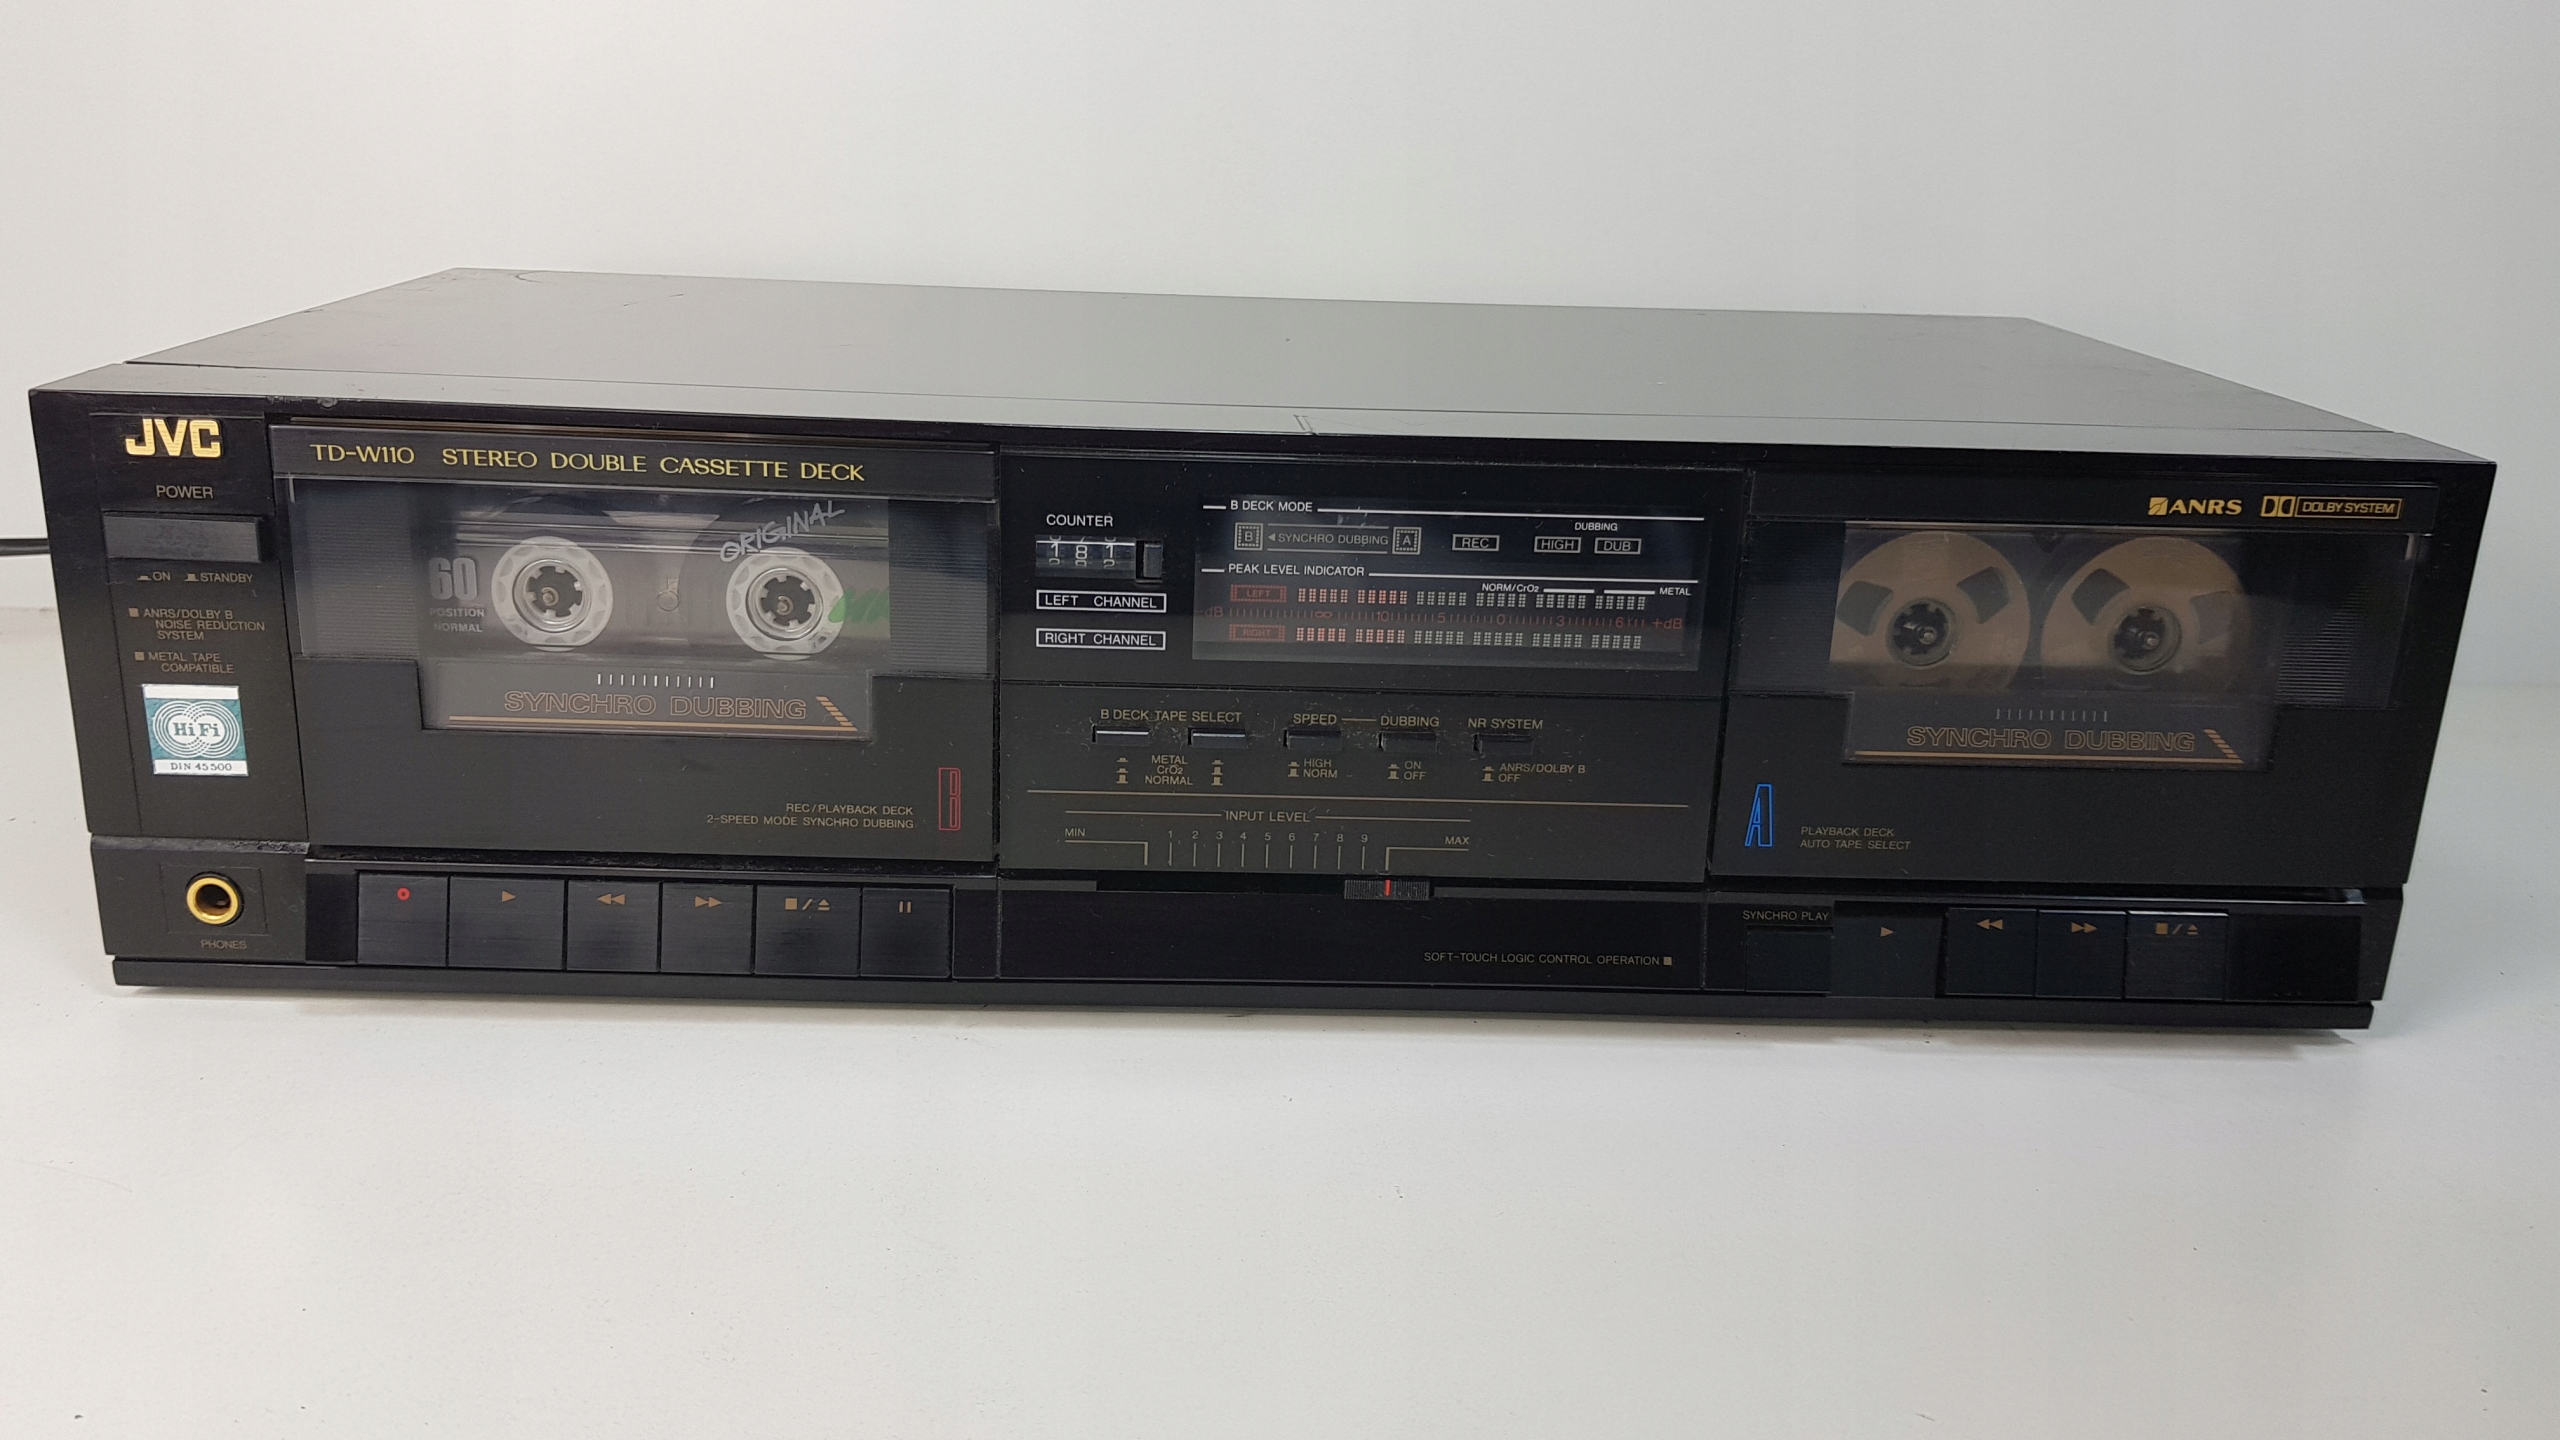 JVC
POWER
ON STANDBY
ANRS/DOLBY B
NOISE REDUCTION
SYSTEM
METAL TAPE
COMPATIBLE
Hi Fi
DIN 45500
PHONES
TD-W110 STEREO DOUBLE CASSETTE DECK
ORIGINAL
60
POSITION
NORMAL
SYNCHRO DUBBING
REC/PLAYBACK DECK
2-SPEED MODE SYNCHRO DUBBING
B
COUNTER
181
LEFT CHANNEL
RIGHT CHANNEL
B DECK MODE
B ◄SYNCHRO DUBBING A
REC
DUBBING
HIGH DUB
PEAK LEVEL INDICATOR
NORM/CrO2 METAL
LEFT
-dB ∞ 10 5 0 3 6 +dB
RIGHT
B DECK TAPE SELECT
METAL
CrO2
NORMAL
SPEED DUBBING
HIGH
NORM
ON
OFF
NR SYSTEM
ANRS/DOLBY B
OFF
INPUT LEVEL
MIN 1 2 3 4 5 6 7 8 9 MAX
SOFT-TOUCH LOGIC CONTROL OPERATION
ANRS DOLBY SYSTEM
SYNCHRO DUBBING
A
PLAYBACK DECK
AUTO TAPE SELECT
SYNCHRO PLAY